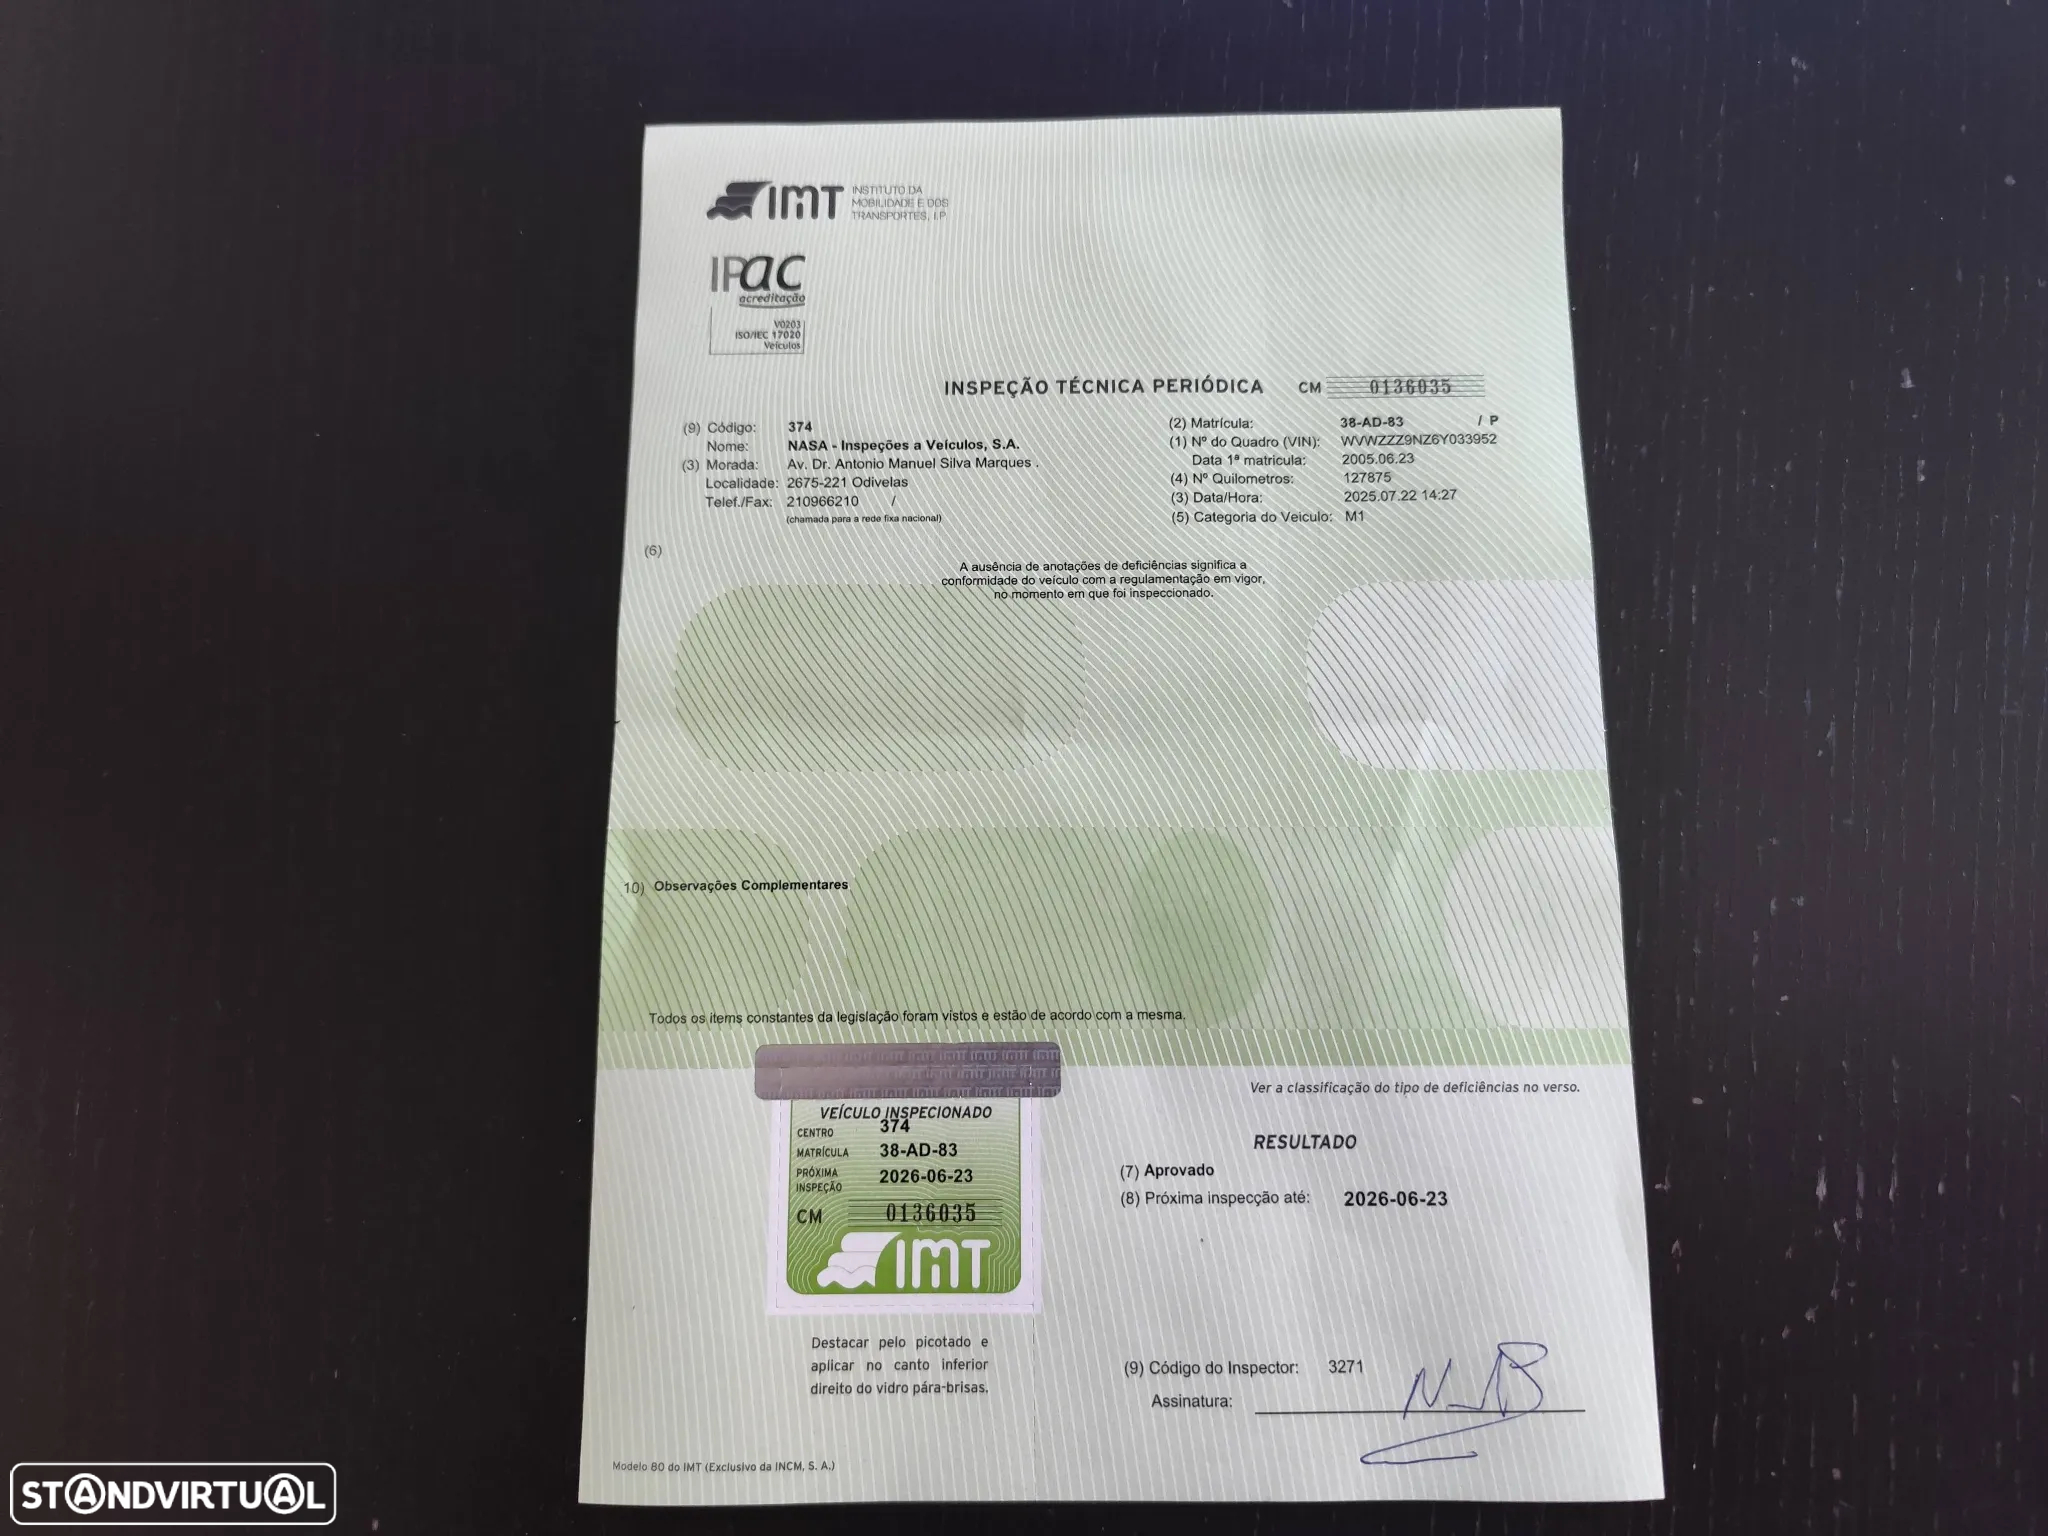 IMT INSTITUTO DA
MOBILIDADE E DOS
TRANSPORTES, I.P.
IPac
acreditação
V0203
ISO/IEC 17020
Veículos
INSPEÇÃO TÉCNICA PERIÓDICA CM 0136035
(9) Código: 374
Nome: NASA - Inspeções a Veículos, S.A.
(3) Morada: Av. Dr. Antonio Manuel Silva Marques .
Localidade: 2675-221 Odivelas
Telef./Fax: 210966210 /
(chamada para a rede fixa nacional)
(2) Matrícula: 38-AD-83 / P
(1) Nº do Quadro (VIN): WVWZZZ9NZ6Y033952
Data 1ª matricula: 2005.06.23
(4) Nº Quilometros: 127875
(3) Data/Hora: 2025.07.22 14:27
(5) Categoria do Veiculo: M1
(6)
A ausência de anotações de deficiências significa a
conformidade do veículo com a regulamentação em vigor,
no momento em que foi inspeccionado.
10) Observações Complementares
Todos os items constantes da legislação foram vistos e estão de acordo com a mesma.
VEÍCULO INSPECIONADO
CENTRO 374
MATRÍCULA 38-AD-83
PRÓXIMA
INSPEÇÃO 2026-06-23
CM 0136035
IMT
Destacar pelo picotado e
aplicar no canto inferior
direito do vidro pára-brisas.
Ver a classificação do tipo de deficiências no verso.
RESULTADO
(7) Aprovado
(8) Próxima inspecção até: 2026-06-23
(9) Código do Inspector: 3271
Assinatura:
Modelo 80 do IMT (Exclusivo da INCM, S. A.)
STANDVIRTUAL